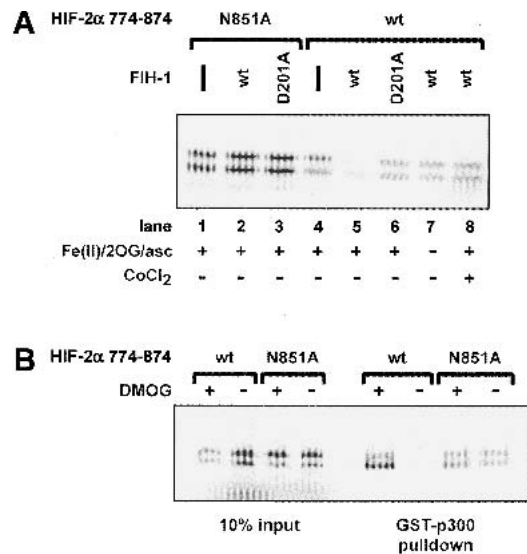 A HIF-2α 774-874 N851A wt
FIH-1 | wt D201A | wt D201A wt wt
lane 1 2 3 4 5 6 7 8
Fe(II)/2OG/asc + + + + + + - +
CoCl2 - - - - - - - +
B HIF-2α 774-874 wt N851A wt N851A
DMOG + - + - + - + -
10% input GST-p300
pulldown